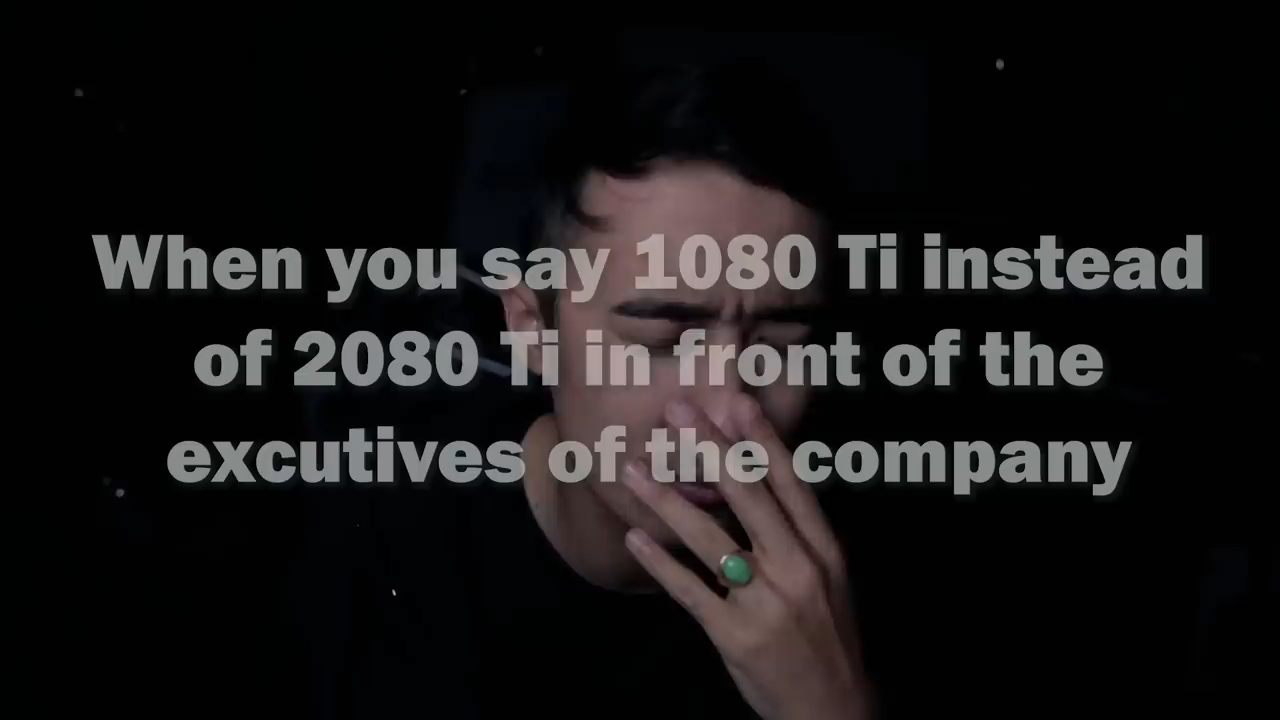 When you say 1080 Ti instead
of 2080 Ti in front of the
excutives of the company